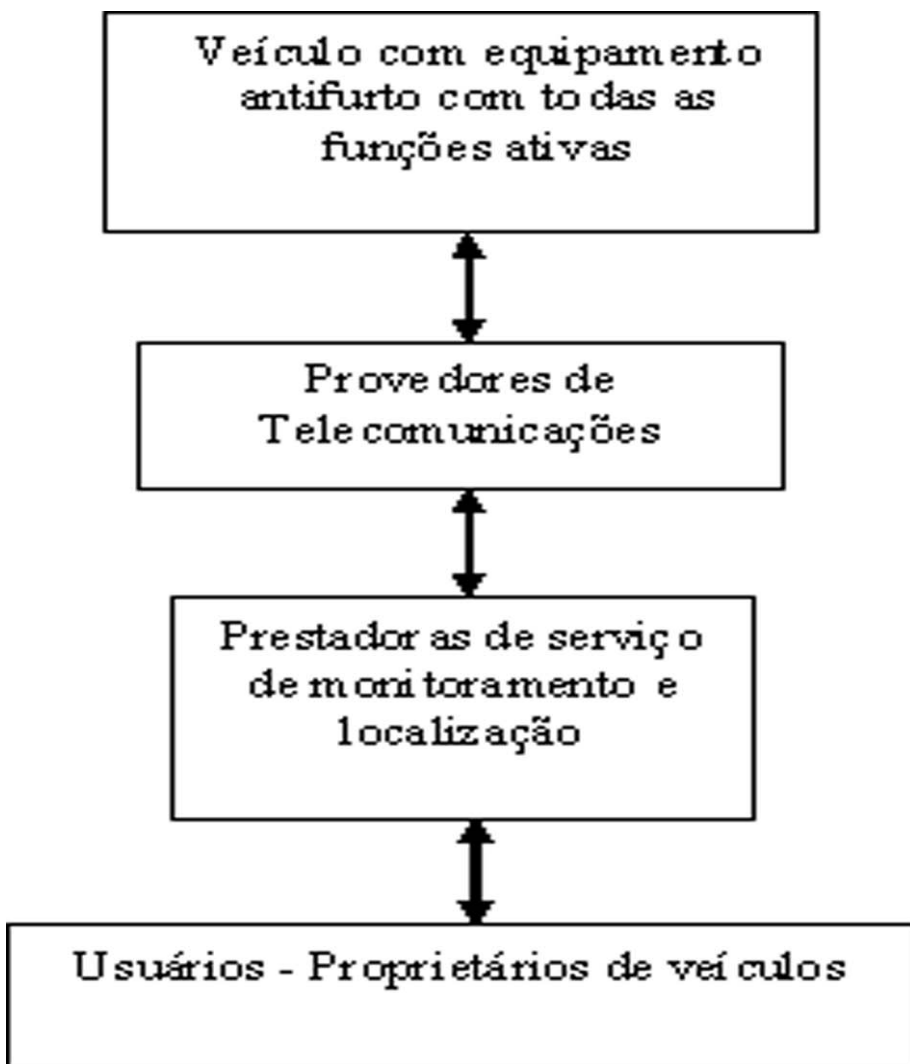 Veículo com equipamento
antifurto com todas as
funções ativas
Provedores de
Telecomunicações
Prestadoras de serviço
de monitoramento e
localização
Usuários - Proprietários de veículos